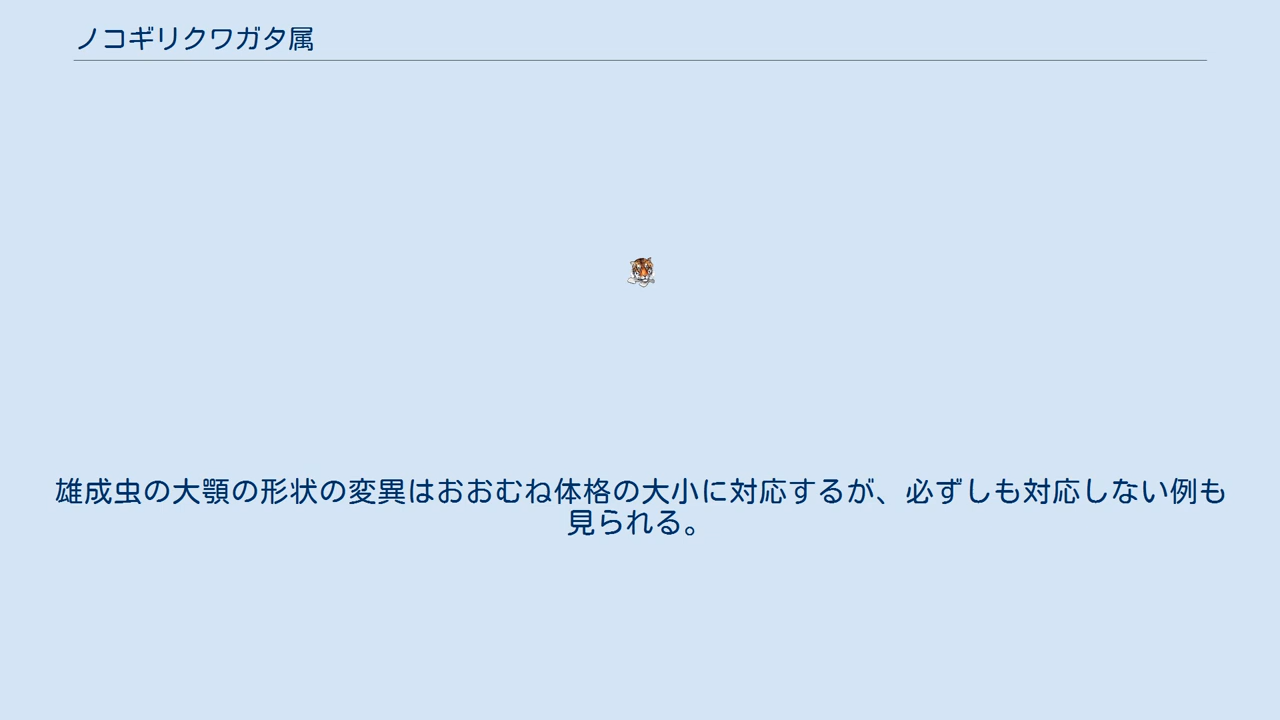 ノコギリクワガタ属
雄成虫の大顎の形状の変異はおおむね体格の大小に対応するが、必ずしも対応しない例も
見られる。